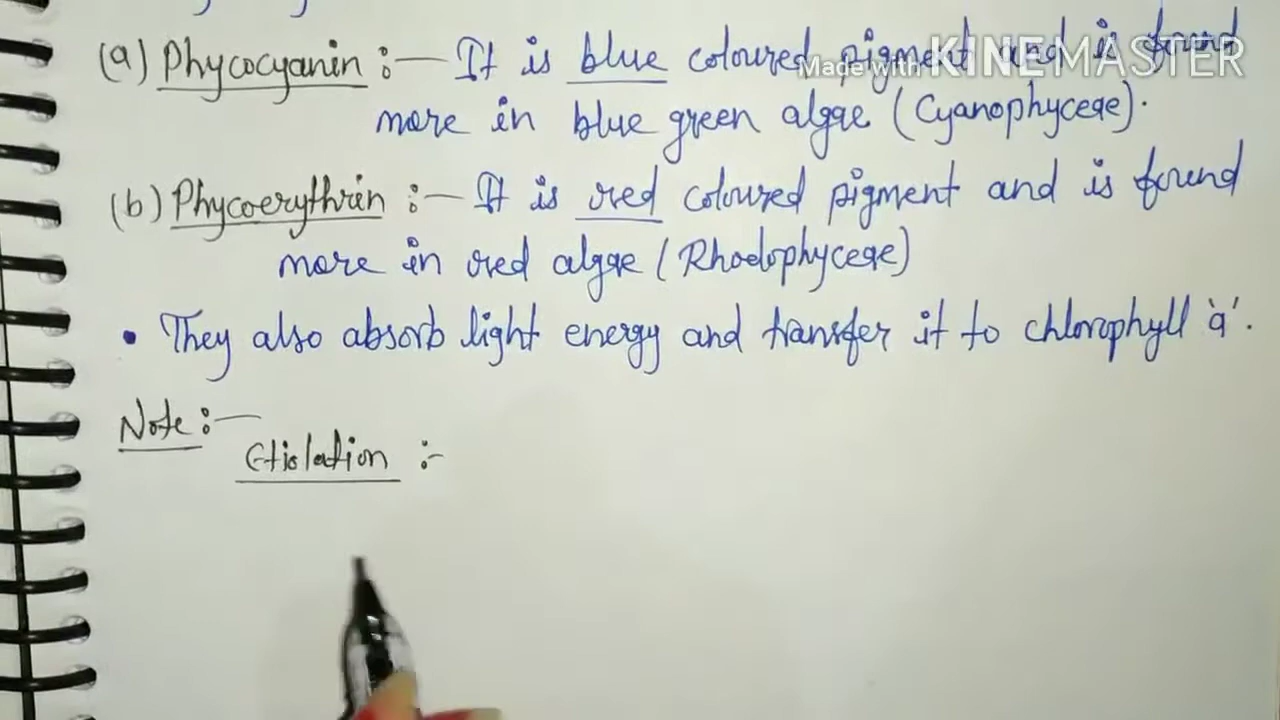 (a) Phycocyanin :— It is blue coloured pigment and is found
Made with KINEMASTER
more in blue green algae (Cyanophyceae).
(b) Phycoerythrin :— It is red coloured pigment and is found
more in red algae (Rhodophyceae)
• They also absorb light energy and transfer it to chlorophyll 'a'.
Note :—
Etiolation :-